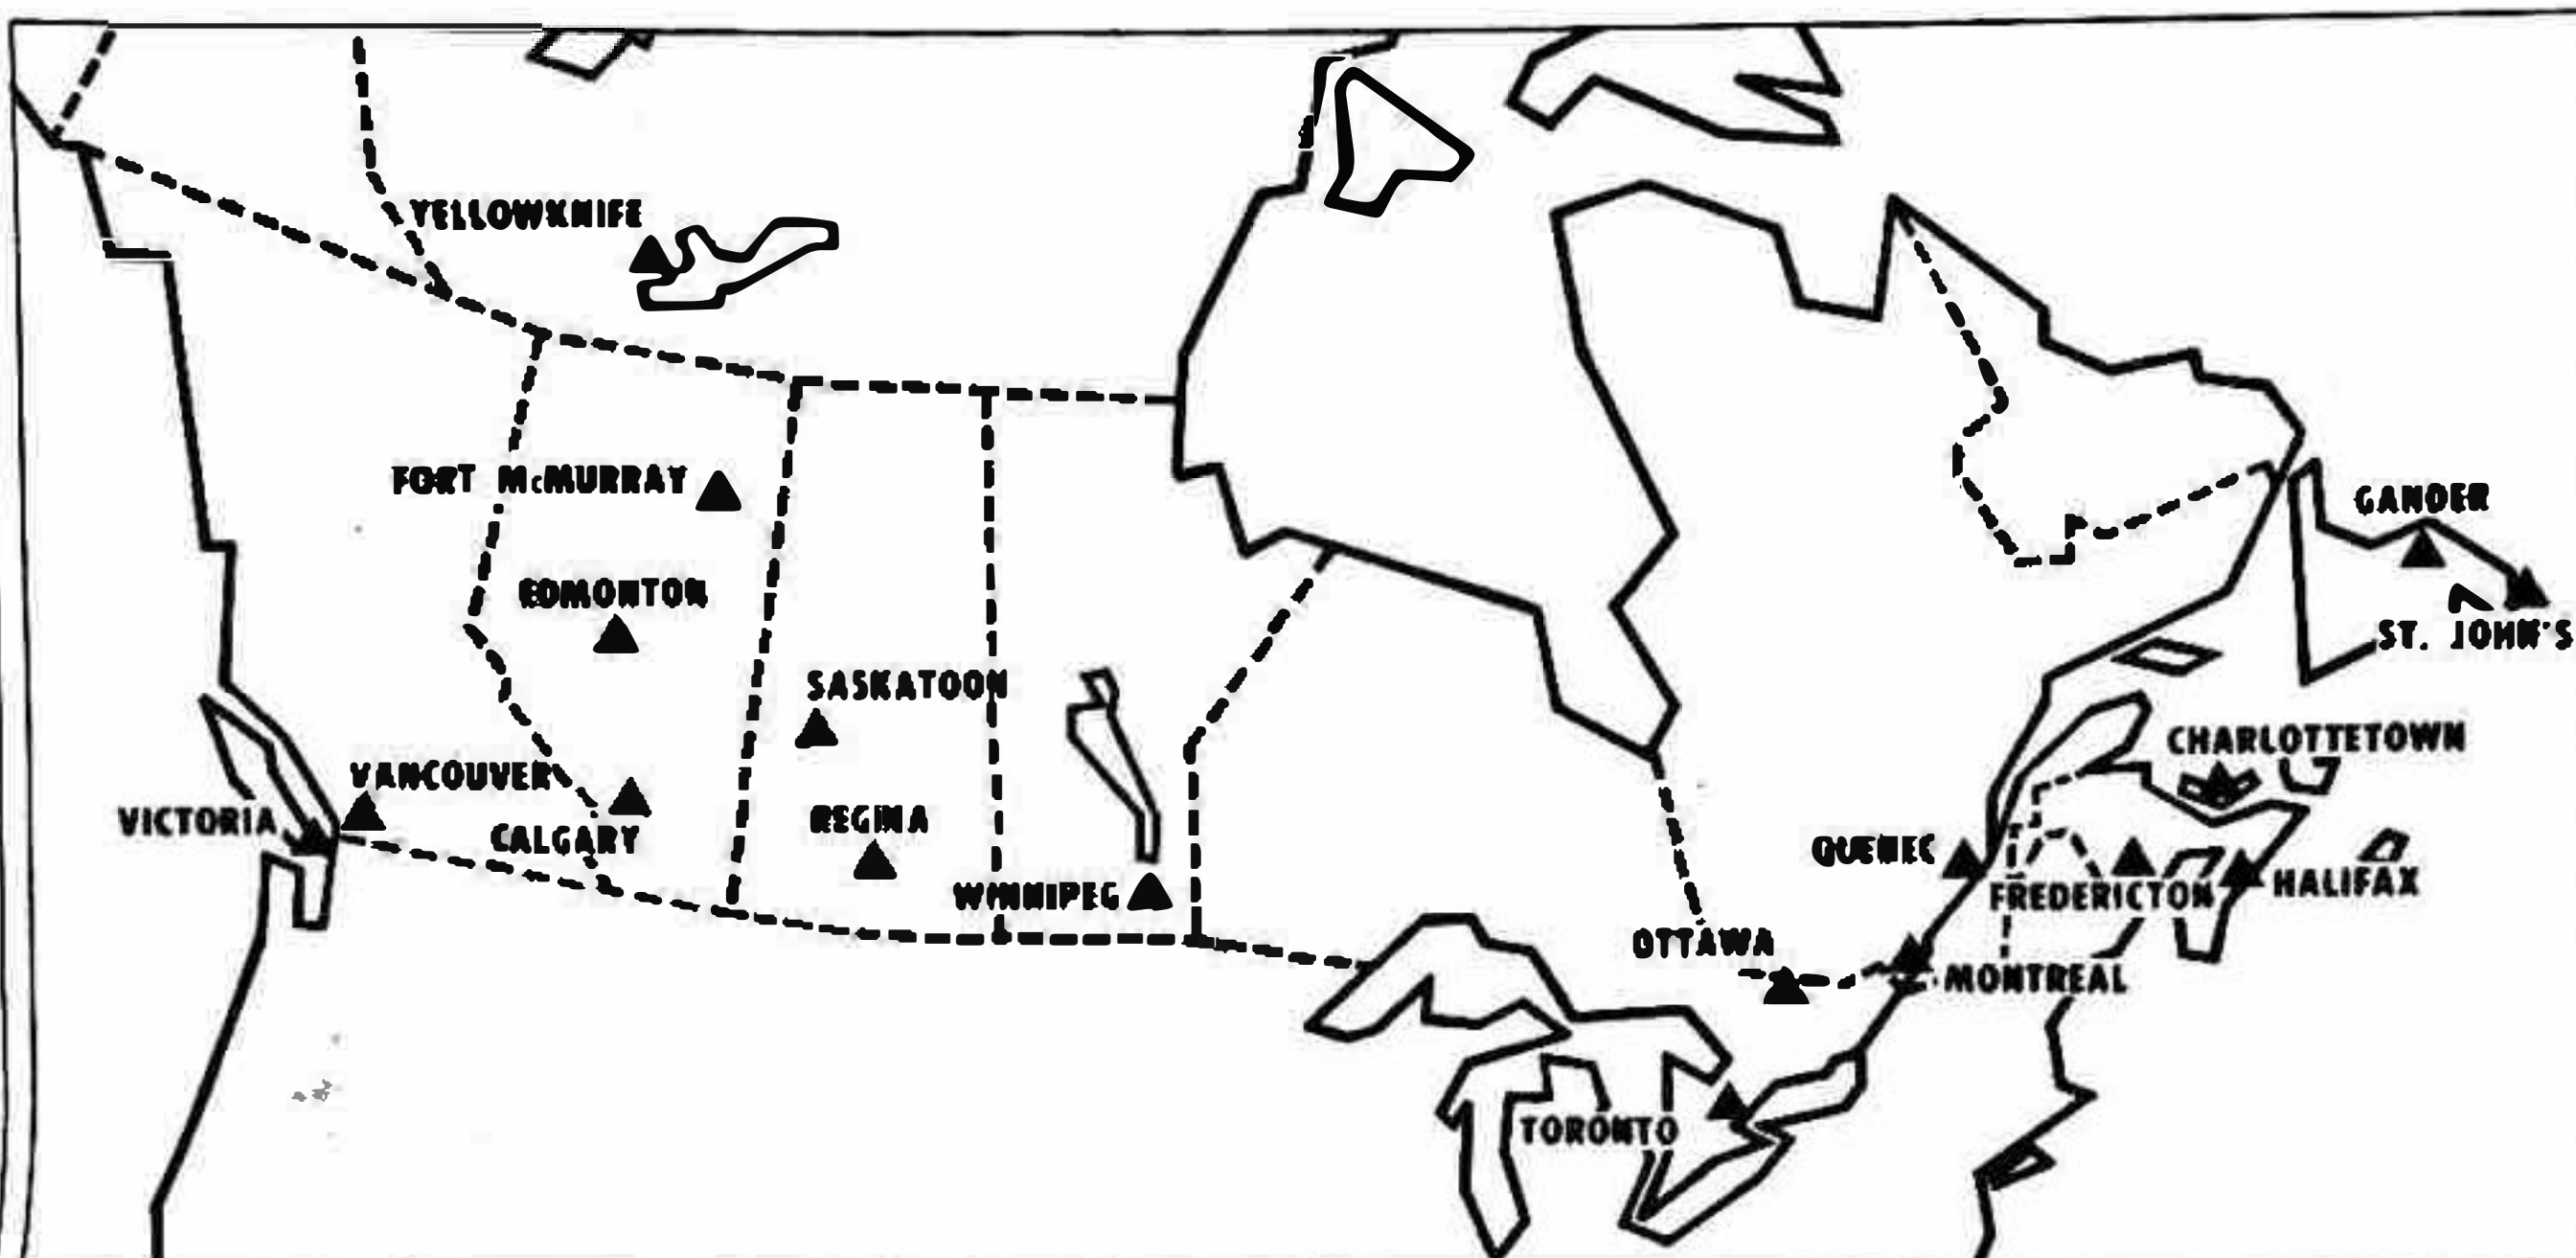 YELLOWKNIFE
FORT McMURRAY
GANDER
EDMONTON
ST. JOHN'S
SASKATOON
CHARLOTTETOWN
VANCOUVER
VICTORIA
CALGARY
REGINA
QUEHEC
HALIFAX
WINNIPEG
FREDERICTON
OTTAWA
MONTREAL
TORONTO